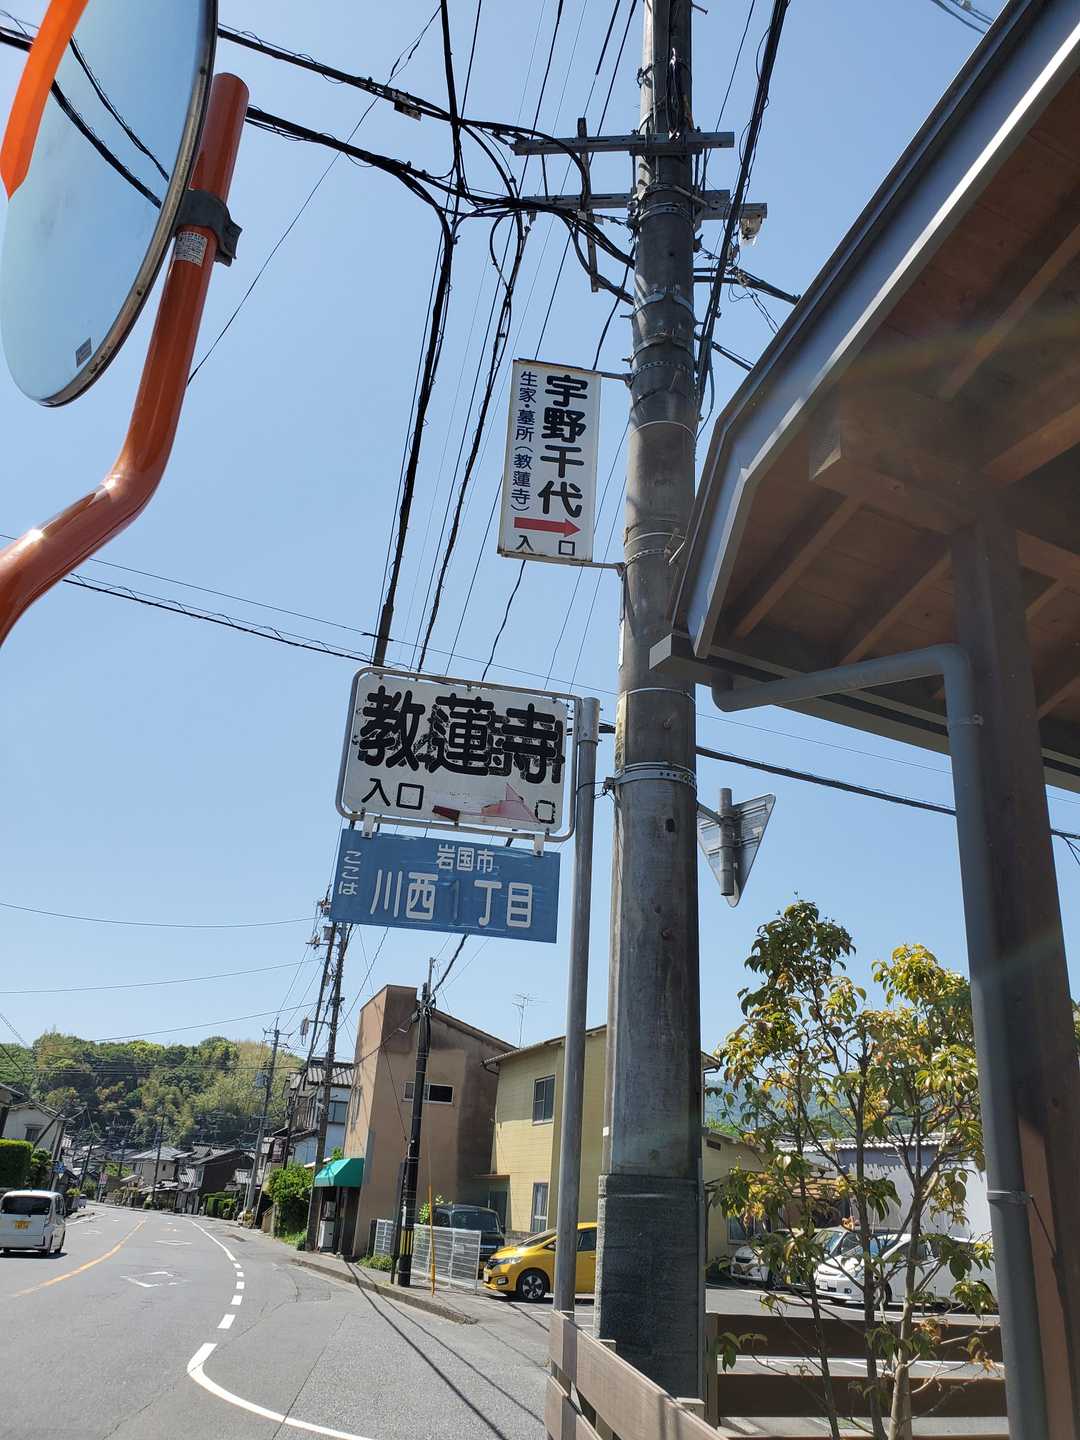 宇野千代
生家・墓所(教蓮寺)
入口
教蓮寺
入口
口
岩国市
ここは
川西1丁目